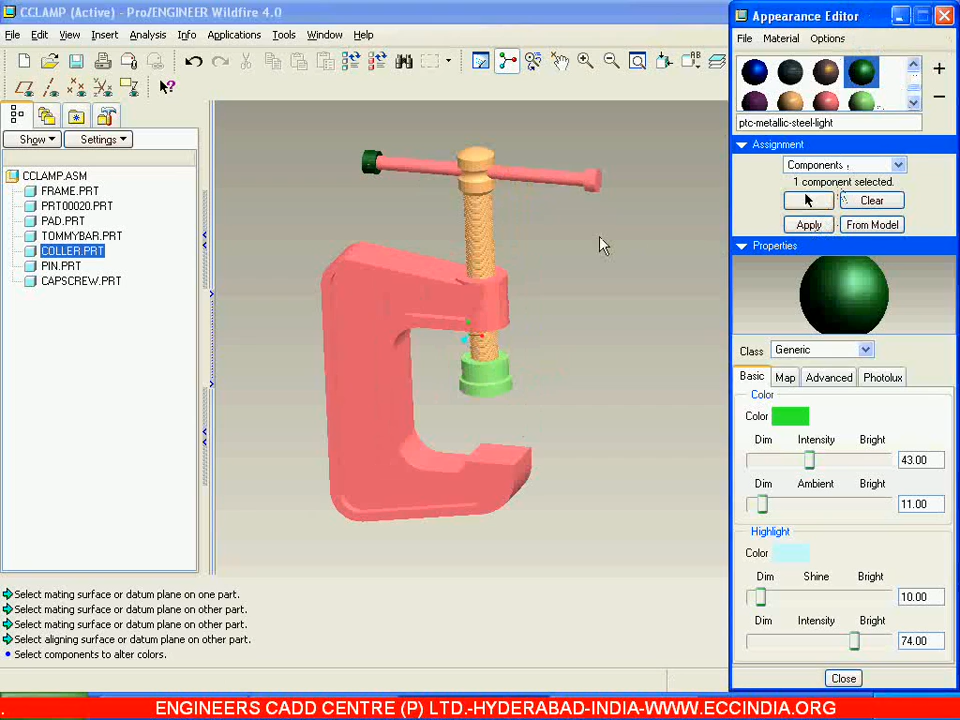 CCLAMP (Active) - Pro/ENGINEER Wildfire 4.0
File Edit View Insert Analysis Info Applications Tools Window Help
Show
Settings
CCLAMP.ASM
FRAME.PRT
PRT00020.PRT
PAD.PRT
TOMMYBAR.PRT
COLLER.PRT
PIN.PRT
CAPSCREW.PRT
Select mating surface or datum plane on one part.
Select mating surface or datum plane on other part.
Select mating surface or datum plane on other part.
Select aligning surface or datum plane on other part.
Select components to alter colors.
Appearance Editor
File Material Options
ptc-metallic-steel-light
Assignment
Components
1 component selected.
Clear
Apply From Model
Properties
Class Generic
Basic Map Advanced Photolux
Color
Color
Dim Intensity Bright
43.00
Dim Ambient Bright
11.00
Highlight
Color
Dim Shine Bright
10.00
Dim Intensity Bright
74.00
Close
ENGINEERS CADD CENTRE (P) LTD.-HYDERABAD-INDIA-WWW.ECCINDIA.ORG